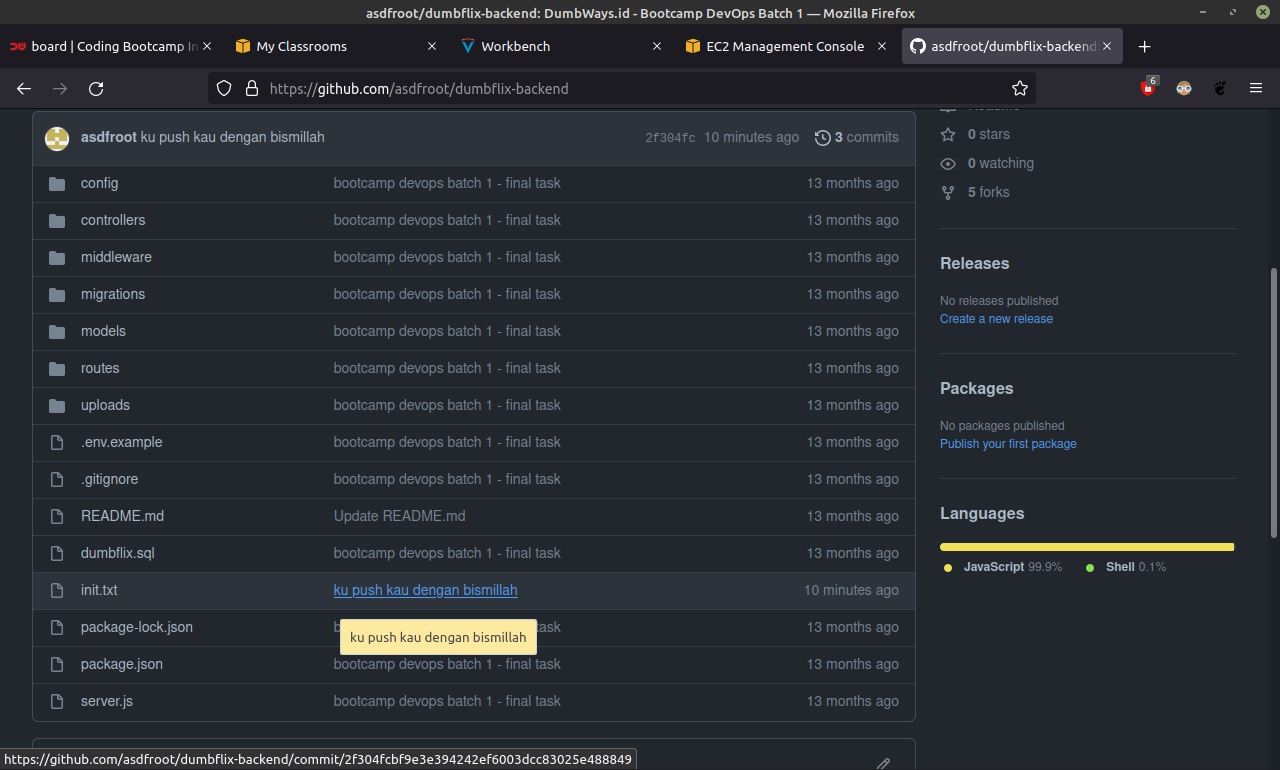 asdfroot/dumbflix-backend: DumbWays.id - Bootcamp DevOps Batch 1 — Mozilla Firefox
board | Coding Bootcamp In
My Classrooms
Workbench
EC2 Management Console
asdfroot/dumbflix-backend
https://github.com/asdfroot/dumbflix-backend
6
asdfroot ku push kau dengan bismillah 2f304fc 10 minutes ago 3 commits
config bootcamp devops batch 1 - final task 13 months ago
controllers bootcamp devops batch 1 - final task 13 months ago
middleware bootcamp devops batch 1 - final task 13 months ago
migrations bootcamp devops batch 1 - final task 13 months ago
models bootcamp devops batch 1 - final task 13 months ago
routes bootcamp devops batch 1 - final task 13 months ago
uploads bootcamp devops batch 1 - final task 13 months ago
.env.example bootcamp devops batch 1 - final task 13 months ago
.gitignore bootcamp devops batch 1 - final task 13 months ago
README.md Update README.md 13 months ago
dumbflix.sql bootcamp devops batch 1 - final task 13 months ago
init.txt ku push kau dengan bismillah 10 minutes ago
package-lock.json task 13 months ago
ku push kau dengan bismillah
package.json bootcamp devops batch 1 - final task 13 months ago
server.js bootcamp devops batch 1 - final task 13 months ago
0 stars
0 watching
5 forks
Releases
No releases published
Create a new release
Packages
No packages published
Publish your first package
Languages
JavaScript 99.9% Shell 0.1%
https://github.com/asdfroot/dumbflix-backend/commit/2f304fcbf9e3e394242ef6003dcc83025e488849